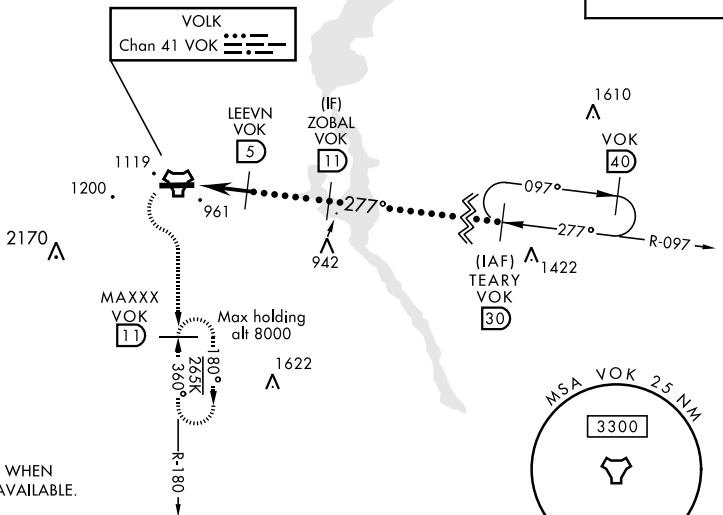 VOLK
Chan 41 VOK
LEEVN
VOK
5
(IF)
ZOBAL
VOK
11
1610
VOK
40
1119
1200
961
277°
097°
277°
R-097
2170
942
(IAF)
TEARY
VOK
30
1422
MAXXX
VOK
11
Max holding
alt 8000
180°
265K
360°
1622
R-180
MSA VOK 25 NM
3300
WHEN
AVAILABLE.